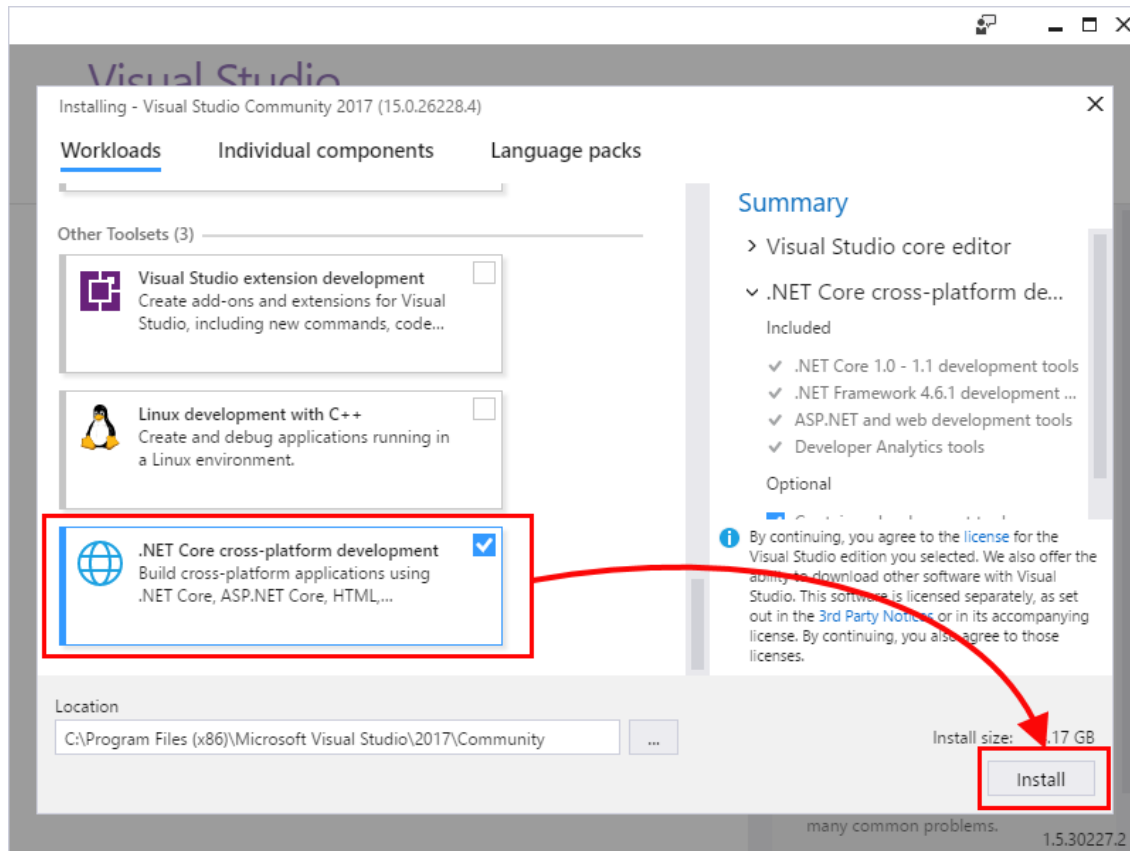 Visual Studio
Installing - Visual Studio Community 2017 (15.0.26228.4)
Workloads
Individual components
Language packs
Other Toolsets (3)
Visual Studio extension development
Create add-ons and extensions for Visual
Studio, including new commands, code...
Linux development with C++
Create and debug applications running in
a Linux environment.
.NET Core cross-platform development
Build cross-platform applications using
.NET Core, ASP.NET Core, HTML,...
Summary
Visual Studio core editor
.NET Core cross-platform de...
Included
.NET Core 1.0 - 1.1 development tools
.NET Framework 4.6.1 development ...
ASP.NET and web development tools
Developer Analytics tools
Optional
By continuing, you agree to the license for the
Visual Studio edition you selected. We also offer the
ability to download other software with Visual
Studio. This software is licensed separately, as set
out in the 3rd Party Notices or in its accompanying
license. By continuing, you also agree to those
licenses.
Location
C:\Program Files (x86)\Microsoft Visual Studio\2017\Community
...
Install size: .17 GB
Install
many common problems.
1.5.30227.2